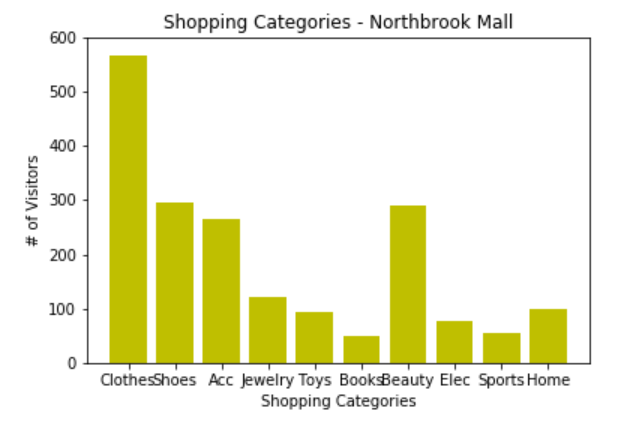 Shopping Categories - Northbrook Mall
600
500
400
300
200
100
0
# of Visitors
Clothes Shoes Acc Jewelry Toys Books Beauty Elec Sports Home
Shopping Categories